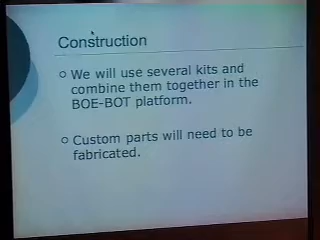 Construction
We will use several kits and
combine them together in the
BOE-BOT platform.
Custom parts will need to be
fabricated.